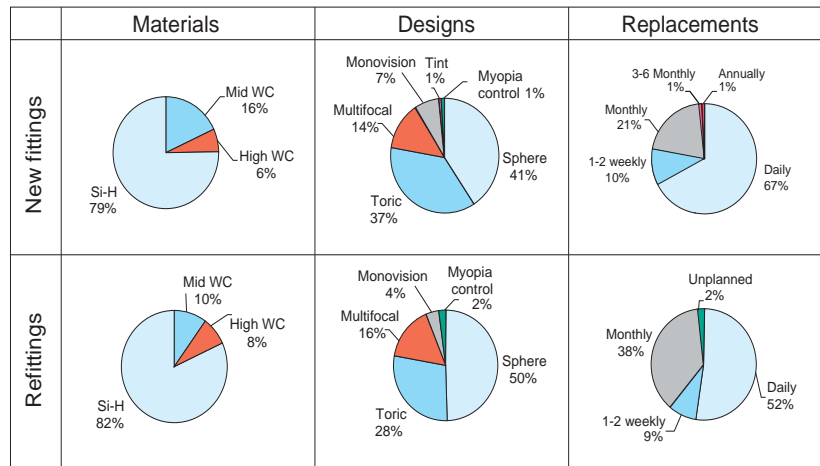 Materials
Designs
Replacements
New fittings
Mid WC
16%
High WC
6%
Si-H
79%
Monovision
7%
Tint
1%
Myopia
control 1%
Multifocal
14%
Sphere
41%
Toric
37%
3-6 Monthly
1%
Annually
1%
Monthly
21%
1-2 weekly
10%
Daily
67%
Refittings
Mid WC
10%
High WC
8%
Si-H
82%
Monovision
4%
Myopia
control
2%
Multifocal
16%
Sphere
50%
Toric
28%
Unplanned
2%
Monthly
38%
Daily
52%
1-2 weekly
9%